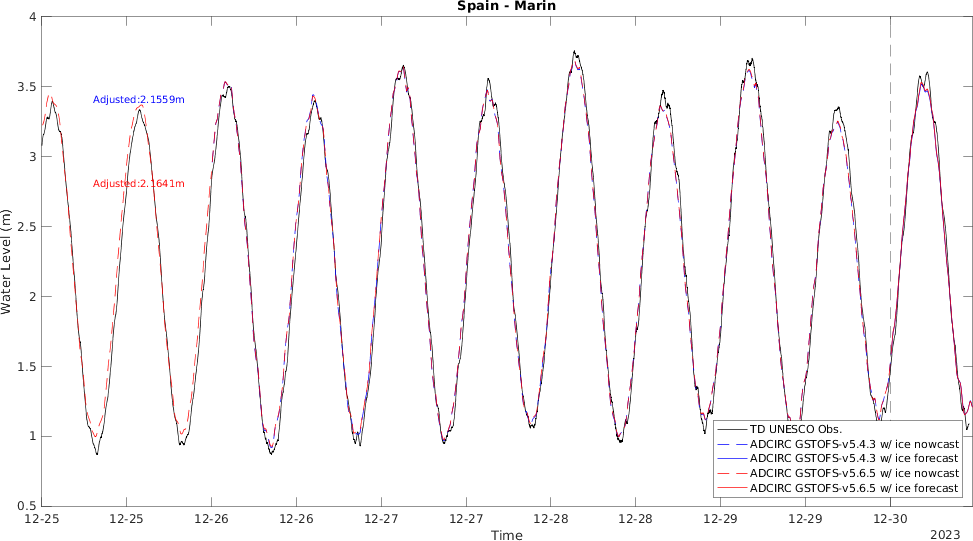 Spain - Marin
4
3.5
3
2.5
2
1.5
1
0.5
Water Level (m)
Adjusted:2.1559m
Adjusted:2.1641m
TD UNESCO Obs.
ADCIRC GSTOFS-v5.4.3 w/ ice nowcast
ADCIRC GSTOFS-v5.4.3 w/ ice forecast
ADCIRC GSTOFS-v5.6.5 w/ ice nowcast
ADCIRC GSTOFS-v5.6.5 w/ ice forecast
12-25 12-25 12-26 12-26 12-27 12-27 12-28 12-28 12-29 12-29 12-30
Time
2023